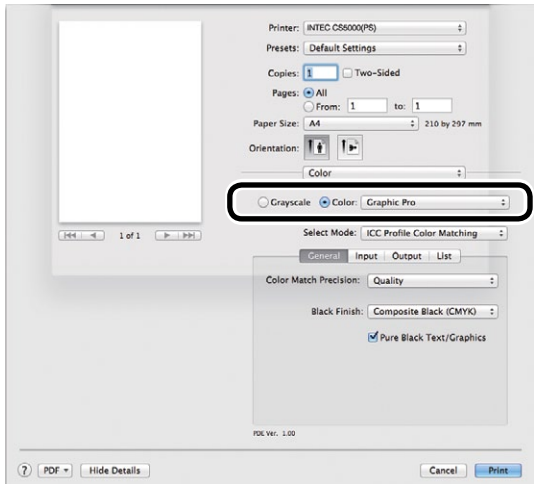 Printer: INTEC CS5000(PS)
Presets: Default Settings
Copies: 1 Two-Sided
Pages: All
From: 1 to: 1
Paper Size: A4 210 by 297 mm
Orientation:
Color
Grayscale Color: Graphic Pro
1 of 1
Select Mode: ICC Profile Color Matching
General Input Output List
Color Match Precision: Quality
Black Finish: Composite Black (CMYK)
Pure Black Text/Graphics
PDE Ver. 1.00
? PDF Hide Details Cancel Print